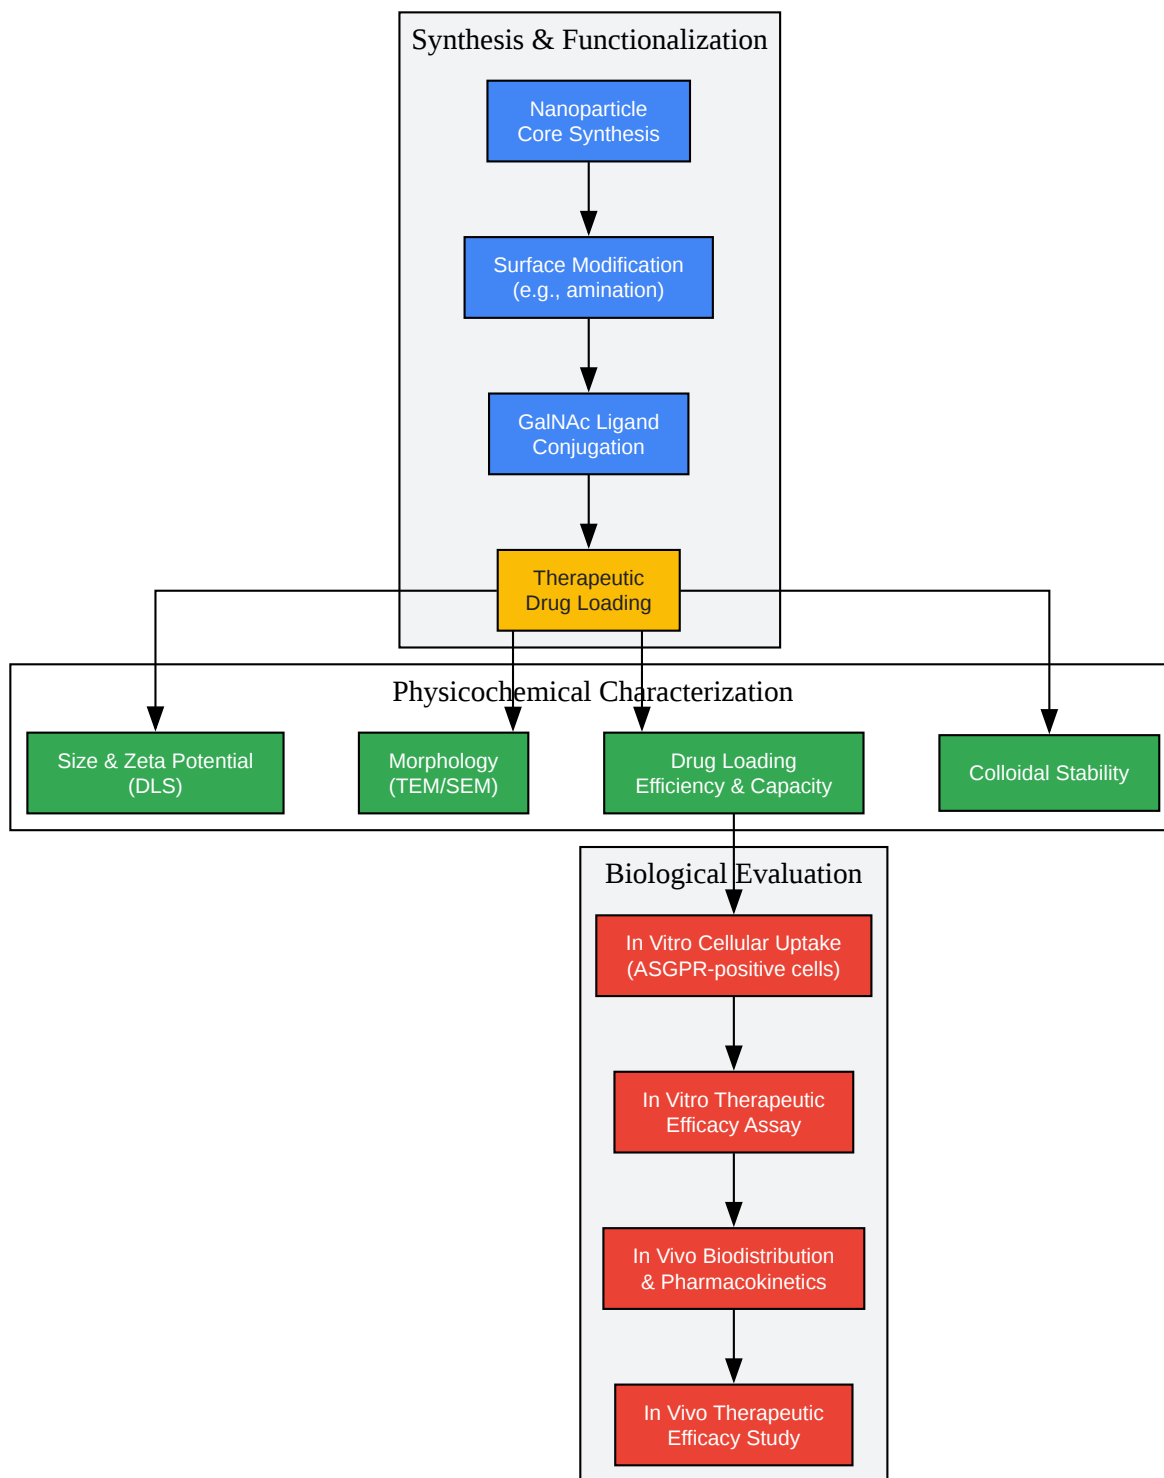 Synthesis & Functionalization
Nanoparticle
Core Synthesis
Surface Modification
(e.g., amination)
GalNAc Ligand
Conjugation
Therapeutic
Drug Loading
Physicochemical Characterization
Size & Zeta Potential
(DLS)
Morphology
(TEM/SEM)
Drug Loading
Efficiency & Capacity
Colloidal Stability
Biological Evaluation
In Vitro Cellular Uptake
(ASGPR-positive cells)
In Vitro Therapeutic
Efficacy Assay
In Vivo Biodistribution
& Pharmacokinetics
In Vivo Therapeutic
Efficacy Study